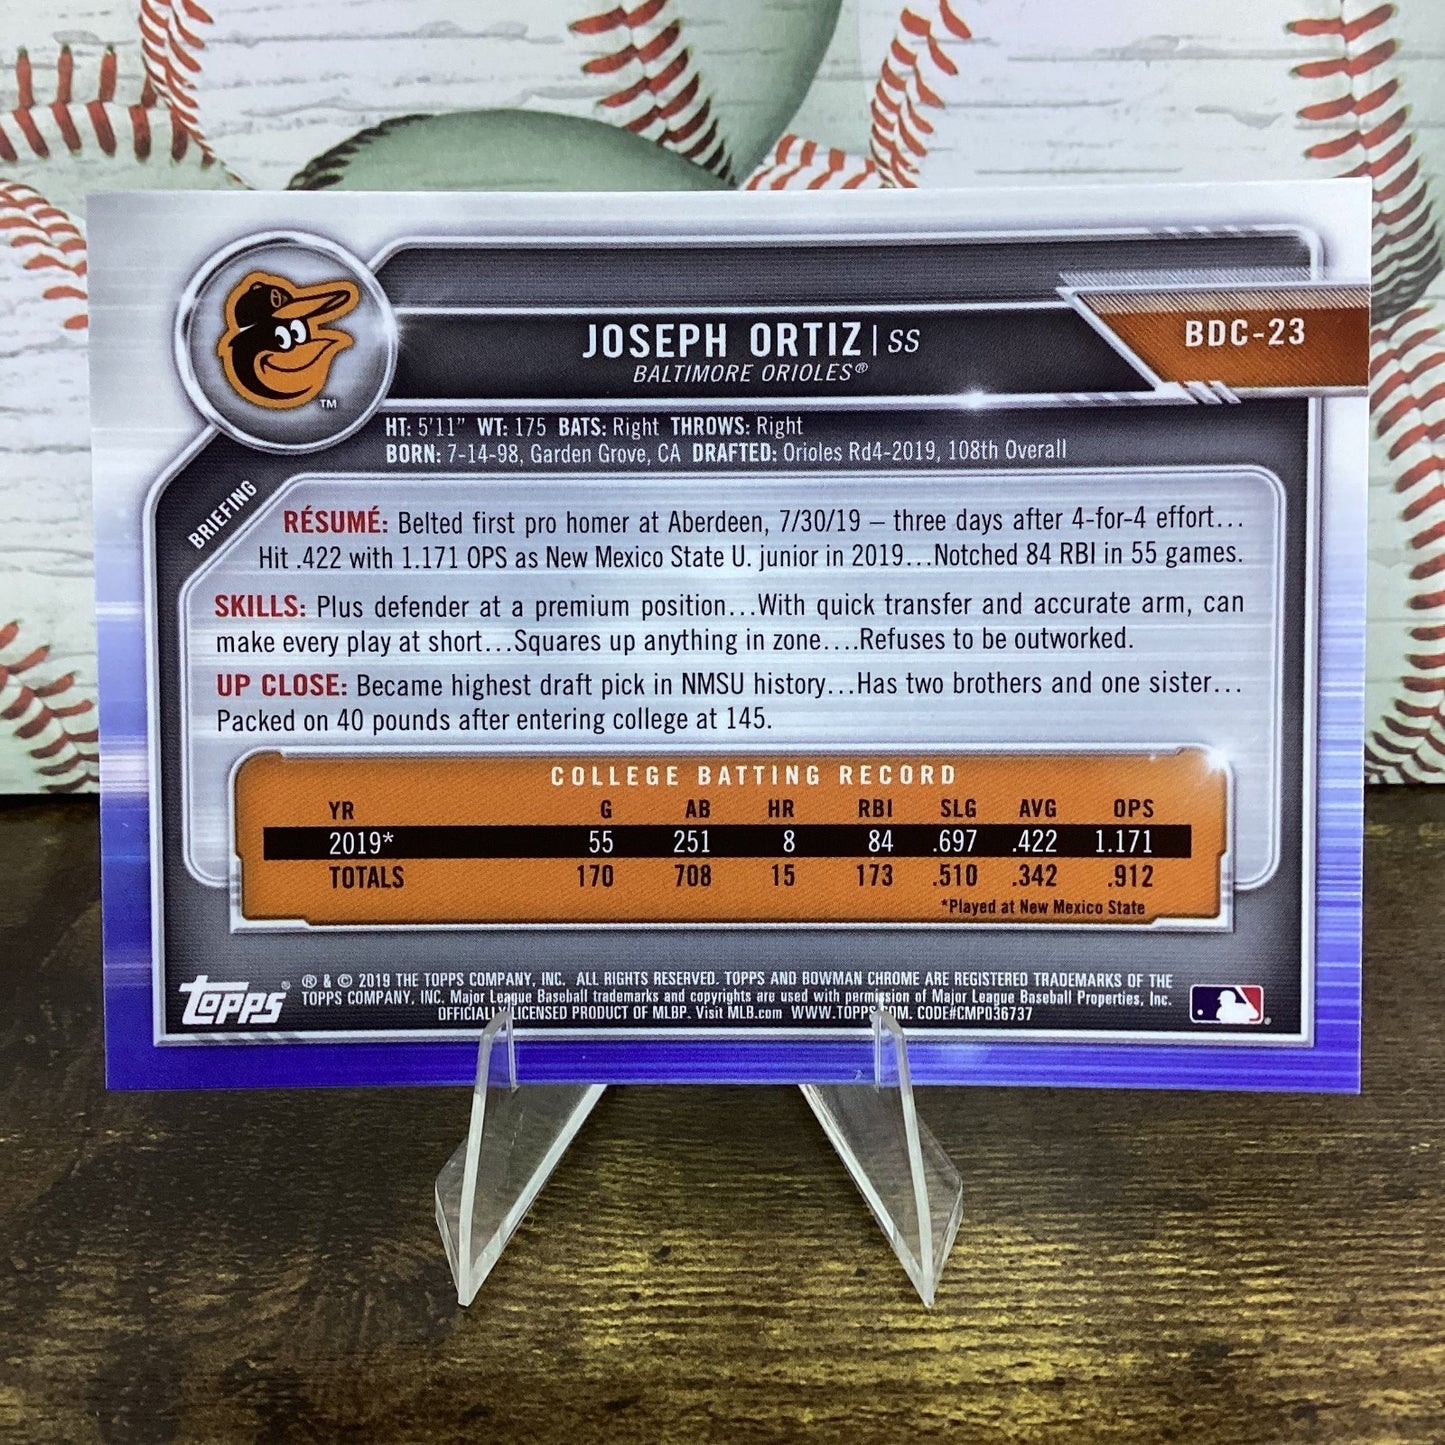 JOSEPH ORTIZ | SS
BALTIMORE ORIOLES®
BDC-23
TM
HT: 5'11" WT: 175 BATS: Right THROWS: Right
BORN: 7-14-98, Garden Grove, CA DRAFTED: Orioles Rd4-2019, 108th Overall
BRIEFING
RÉSUMÉ: Belted first pro homer at Aberdeen, 7/30/19 – three days after 4-for-4 effort...
Hit .422 with 1.171 OPS as New Mexico State U. junior in 2019...Notched 84 RBI in 55 games.
SKILLS: Plus defender at a premium position...With quick transfer and accurate arm, can
make every play at short...Squares up anything in zone....Refuses to be outworked.
UP CLOSE: Became highest draft pick in NMSU history...Has two brothers and one sister...
Packed on 40 pounds after entering college at 145.
COLLEGE BATTING RECORD
YR G AB HR RBI SLG AVG OPS
2019* 55 251 8 84 .697 .422 1.171
TOTALS 170 708 15 173 .510 .342 .912
*Played at New Mexico State
topps®
® & © 2019 THE TOPPS COMPANY, INC. ALL RIGHTS RESERVED. TOPPS AND BOWMAN CHROME ARE REGISTERED TRADEMARKS OF THE
TOPPS COMPANY, INC. Major League Baseball trademarks and copyrights are used with permission of Major League Baseball Properties, Inc.
OFFICIALLY LICENSED PRODUCT OF MLBP. Visit MLB.com WWW.TOPPS.COM. CODE#CMP036737